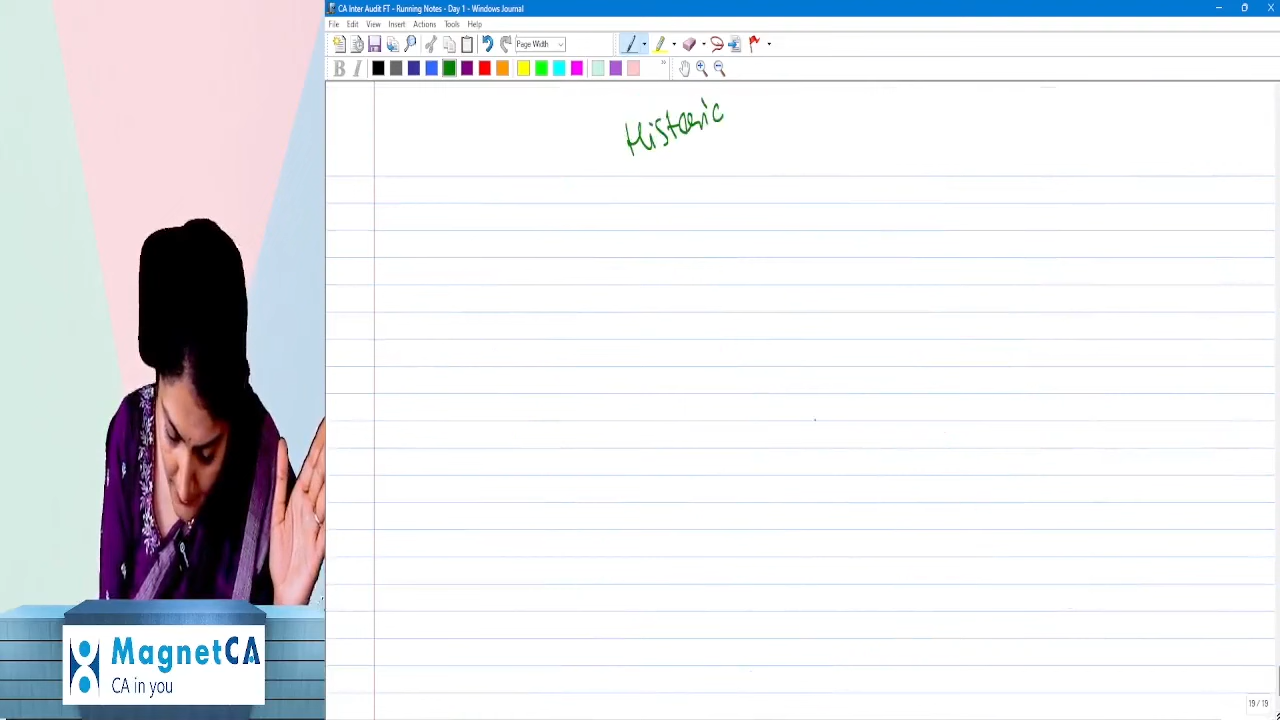 CA Inter Audit FT - Running Notes - Day 1 - Windows Journal
File Edit View Insert Actions Tools Help
Page Width
B I
Historic
MagnetCA
CA in you
19 / 19